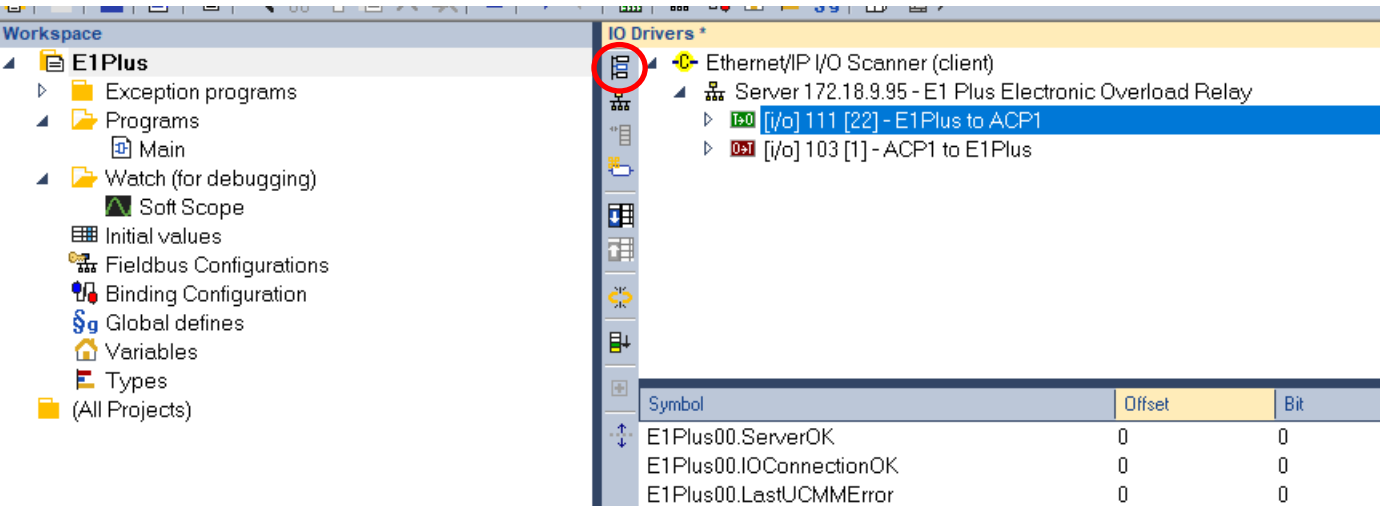 Workspace
E1Plus
Exception programs
Programs
Main
Watch (for debugging)
Soft Scope
Initial values
Fieldbus Configurations
Binding Configuration
§g Global defines
Variables
Types
(All Projects)
IO Drivers *
-C- Ethernet/IP I/O Scanner (client)
Server 172.18.9.95 - E1 Plus Electronic Overload Relay
T→O [i/o] 111 [22] - E1Plus to ACP1
O→T [i/o] 103 [1] - ACP1 to E1Plus
Symbol Offset Bit
E1Plus00.ServerOK 0 0
E1Plus00.IOConnectionOK 0 0
E1Plus00.LastUCMMError 0 0